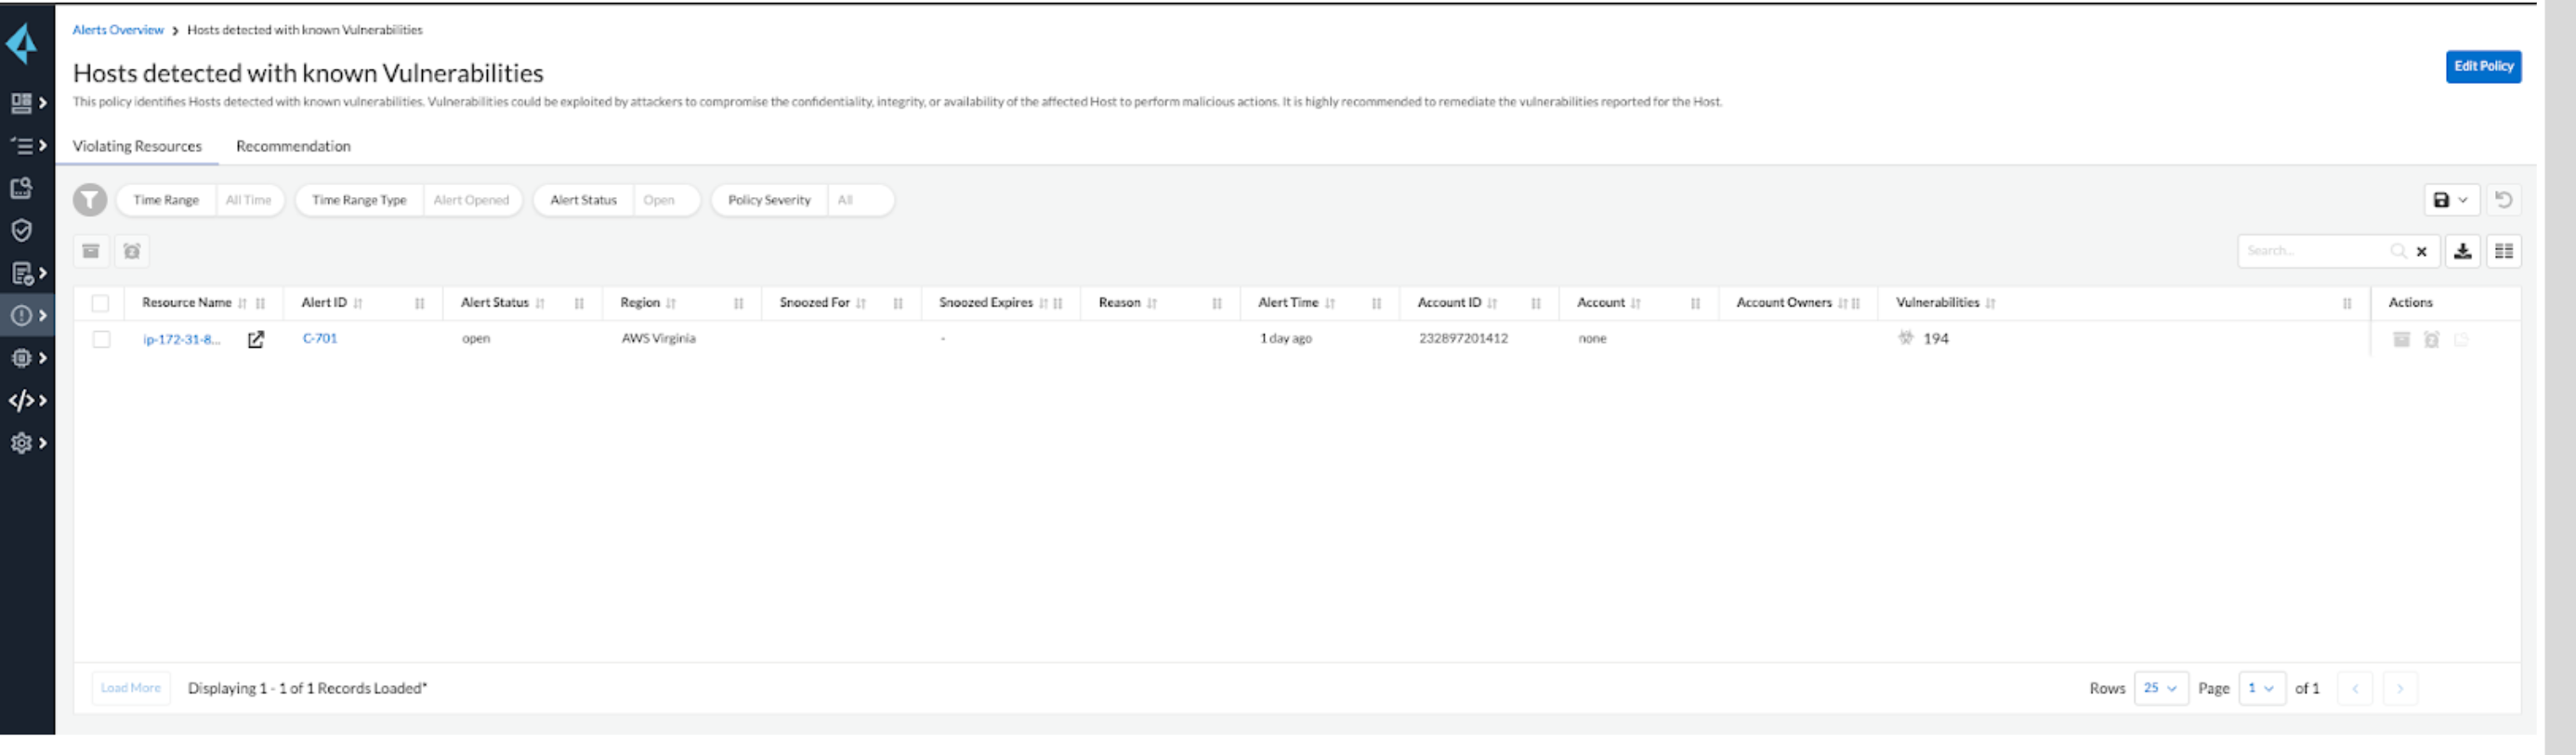 Alerts Overview > Hosts detected with known Vulnerabilities
Hosts detected with known Vulnerabilities
Edit Policy
This policy identifies Hosts detected with known vulnerabilities. Vulnerabilities could be exploited by attackers to compromise the confidentiality, integrity, or availability of the affected Host to perform malicious actions. It is highly recommended to remediate the vulnerabilities reported for the Host.
Violating Resources Recommendation
Time Range All Time Time Range Type Alert Opened Alert Status Open Policy Severity All
Search...
Resource Name Alert ID Alert Status Region Snoozed For Snoozed Expires Reason Alert Time Account ID Account Account Owners Vulnerabilities Actions
ip-172-31-8... C-701 open AWS Virginia - 1 day ago 232897201412 none 194
Load More Displaying 1 - 1 of 1 Records Loaded* Rows 25 Page 1 of 1